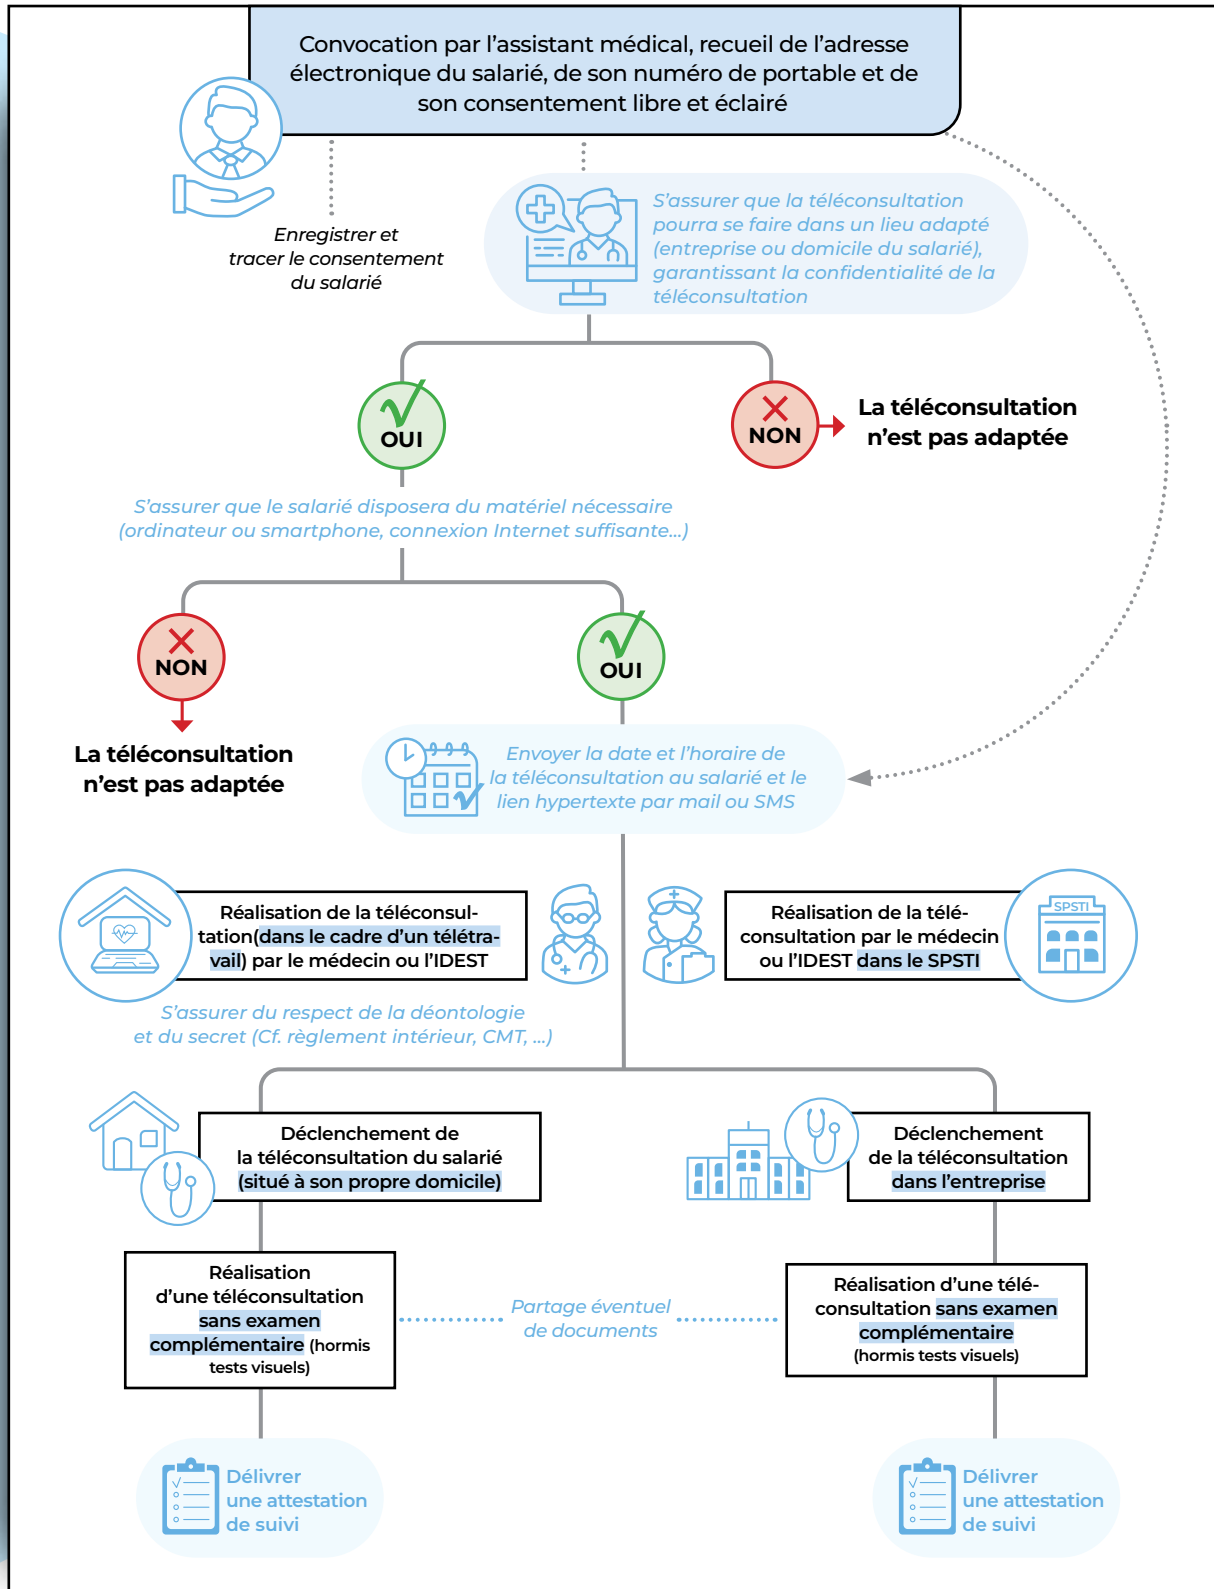 Convocation par l’assistant médical, recueil de l’adresse
électronique du salarié, de son numéro de portable et de
son consentement libre et éclairé
Enregistrer et
tracer le consentement
du salarié
S’assurer que la téléconsultation
pourra se faire dans un lieu adapté
(entreprise ou domicile du salarié),
garantissant la confidentialité de la
téléconsultation
OUI
NON
La téléconsultation
n’est pas adaptée
S’assurer que le salarié disposera du matériel nécessaire
(ordinateur ou smartphone, connexion Internet suffisante...)
NON
OUI
La téléconsultation
n’est pas adaptée
Envoyer la date et l’horaire de
la téléconsultation au salarié et le
lien hypertexte par mail ou SMS
Réalisation de la téléconsul-
tation(dans le cadre d’un télétra-
vail) par le médecin ou l’IDEST
Réalisation de la télé-
consultation par le médecin
ou l’IDEST dans le SPSTI
SPSTI
S’assurer du respect de la déontologie
et du secret (Cf. règlement intérieur, CMT, ...)
Déclenchement de
la téléconsultation du salarié
(situé à son propre domicile)
Déclenchement
de la téléconsultation
dans l’entreprise
Réalisation
d’une téléconsultation
sans examen
complémentaire (hormis
tests visuels)
Partage éventuel
de documents
Réalisation d’une télé-
consultation sans examen
complémentaire
(hormis tests visuels)
Délivrer
une attestation
de suivi
Délivrer
une attestation
de suivi